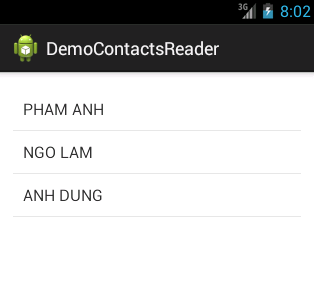 3G 8:02
DemoContactsReader
PHAM ANH
NGO LAM
ANH DUNG